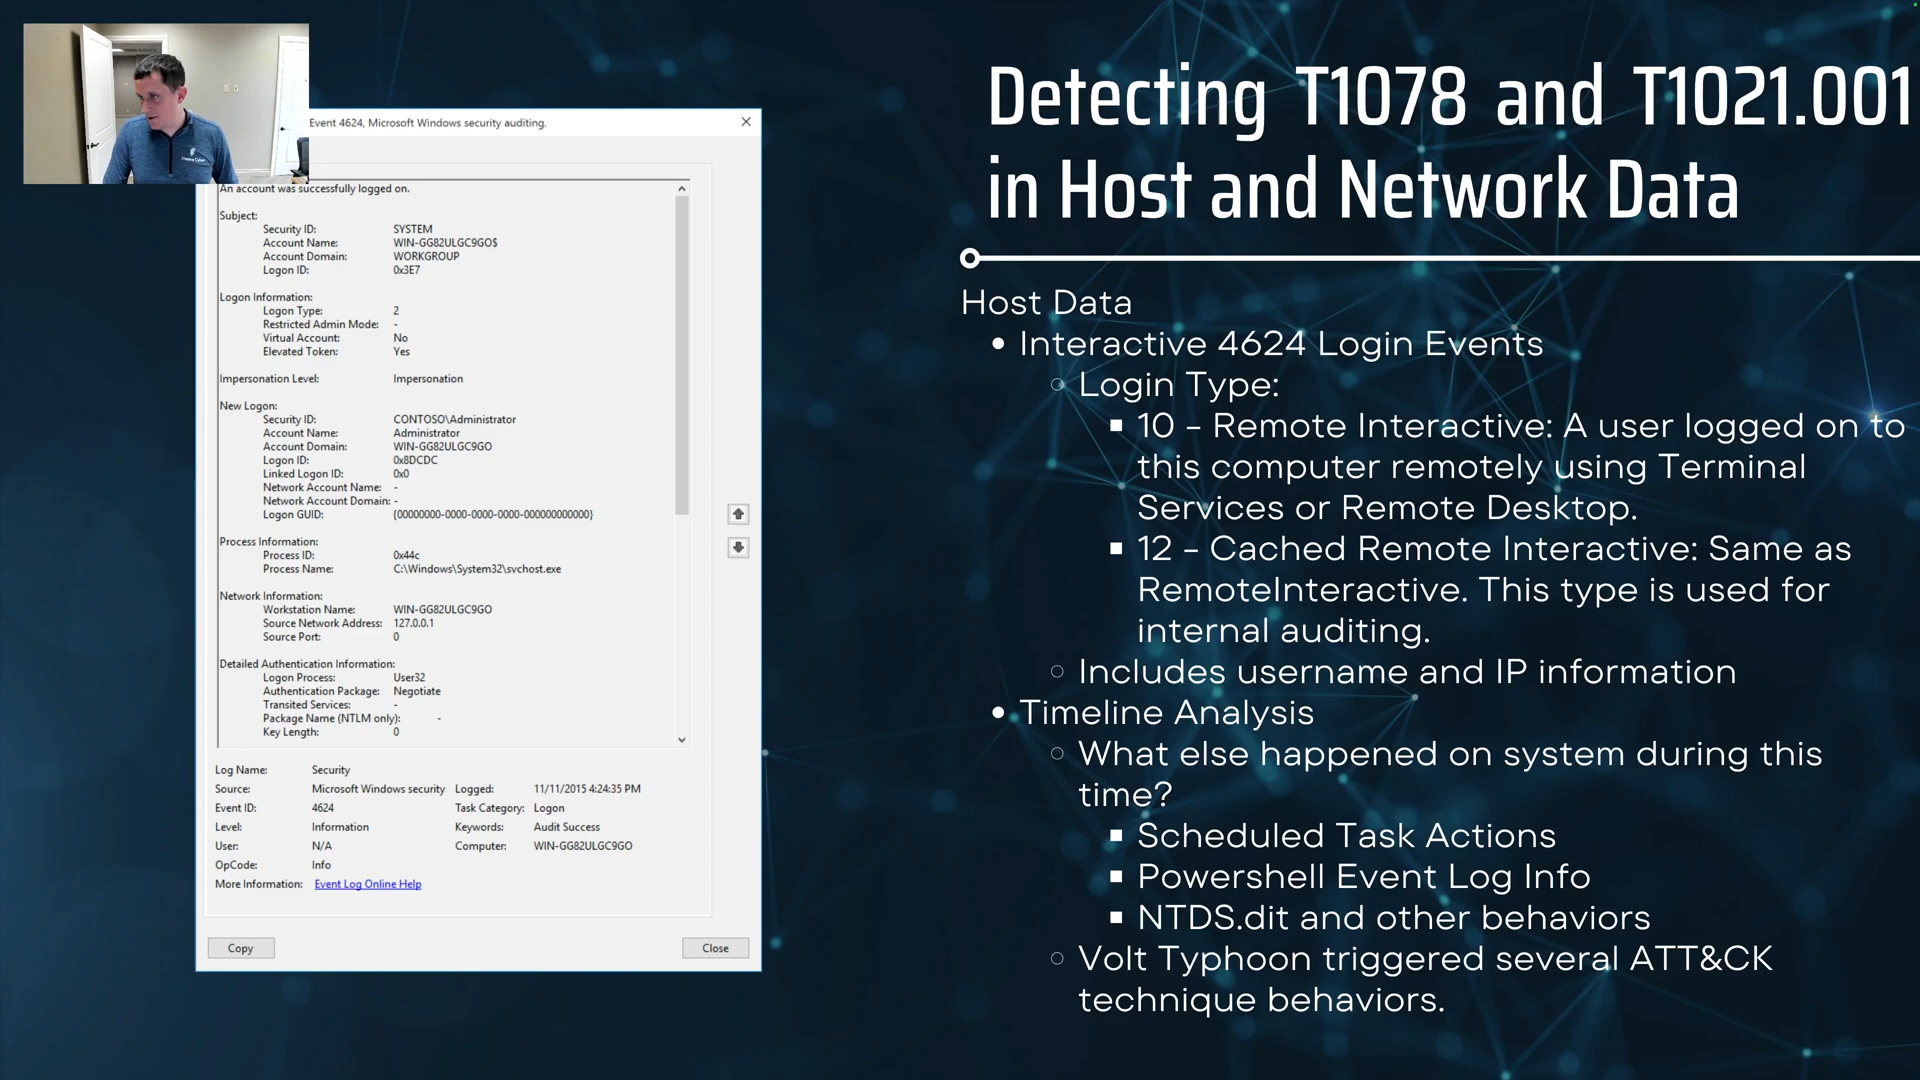 Event 4624, Microsoft Windows security auditing.
An account was successfully logged on.
Subject:
Security ID: SYSTEM
Account Name: WIN-GG82ULGC9GO$
Account Domain: WORKGROUP
Logon ID: 0x3E7
Logon Information:
Logon Type: 2
Restricted Admin Mode: -
Virtual Account: No
Elevated Token: Yes
Impersonation Level: Impersonation
New Logon:
Security ID: CONTOSO\Administrator
Account Name: Administrator
Account Domain: WIN-GG82ULGC9GO
Logon ID: 0x8DCDC
Linked Logon ID: 0x0
Network Account Name: -
Network Account Domain: -
Logon GUID: {00000000-0000-0000-0000-000000000000}
Process Information:
Process ID: 0x44c
Process Name: C:\Windows\System32\svchost.exe
Network Information:
Workstation Name: WIN-GG82ULGC9GO
Source Network Address: 127.0.0.1
Source Port: 0
Detailed Authentication Information:
Logon Process: User32
Authentication Package: Negotiate
Transited Services: -
Package Name (NTLM only): -
Key Length: 0
Log Name: Security
Source: Microsoft Windows security Logged: 11/11/2015 4:24:35 PM
Event ID: 4624 Task Category: Logon
Level: Information Keywords: Audit Success
User: N/A Computer: WIN-GG82ULGC9GO
OpCode: Info
More Information: Event Log Online Help
Copy Close
Detecting T1078 and T1021.001
in Host and Network Data
Host Data
• Interactive 4624 Login Events
◦ Login Type:
▪ 10 – Remote Interactive: A user logged on to
this computer remotely using Terminal
Services or Remote Desktop.
▪ 12 – Cached Remote Interactive: Same as
RemoteInteractive. This type is used for
internal auditing.
◦ Includes username and IP information
• Timeline Analysis
◦ What else happened on system during this
time?
▪ Scheduled Task Actions
▪ Powershell Event Log Info
▪ NTDS.dit and other behaviors
◦ Volt Typhoon triggered several ATT&CK
technique behaviors.